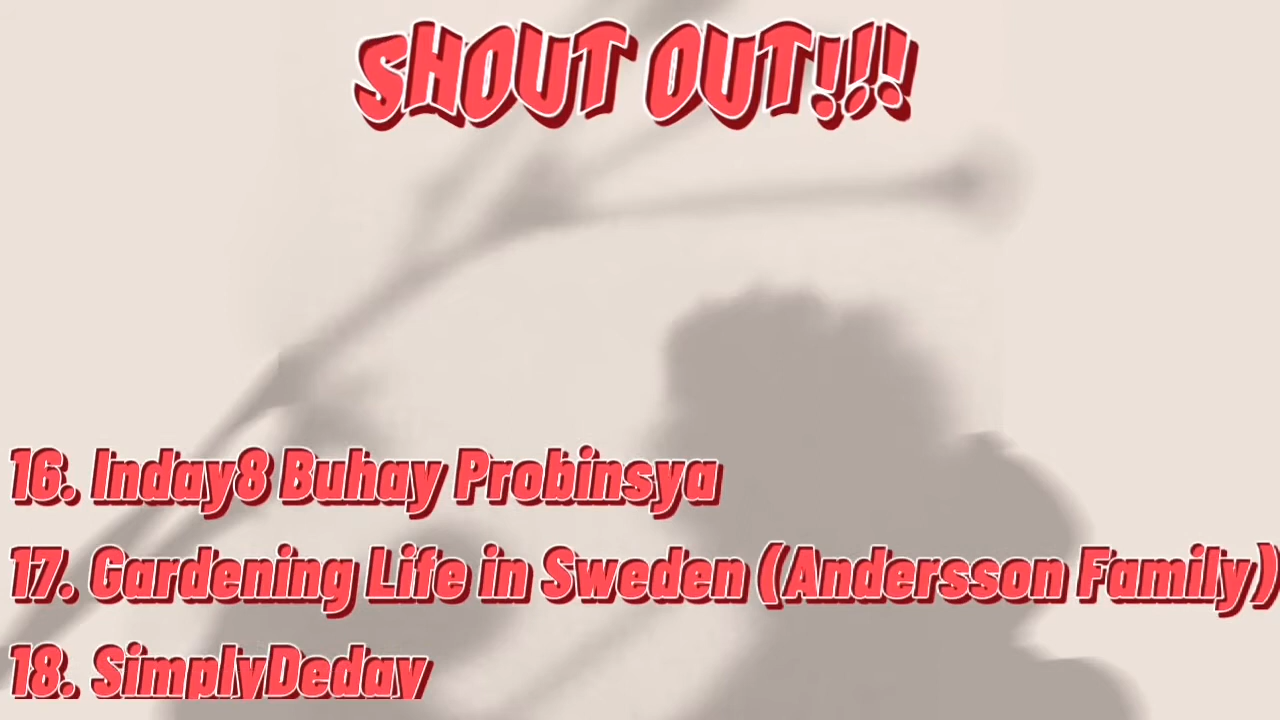 SHOUT OUT!!!
16. Inday8 Buhay Probinsya
17. Gardening Life in Sweden (Andersson Family)
18. SimplyDeday